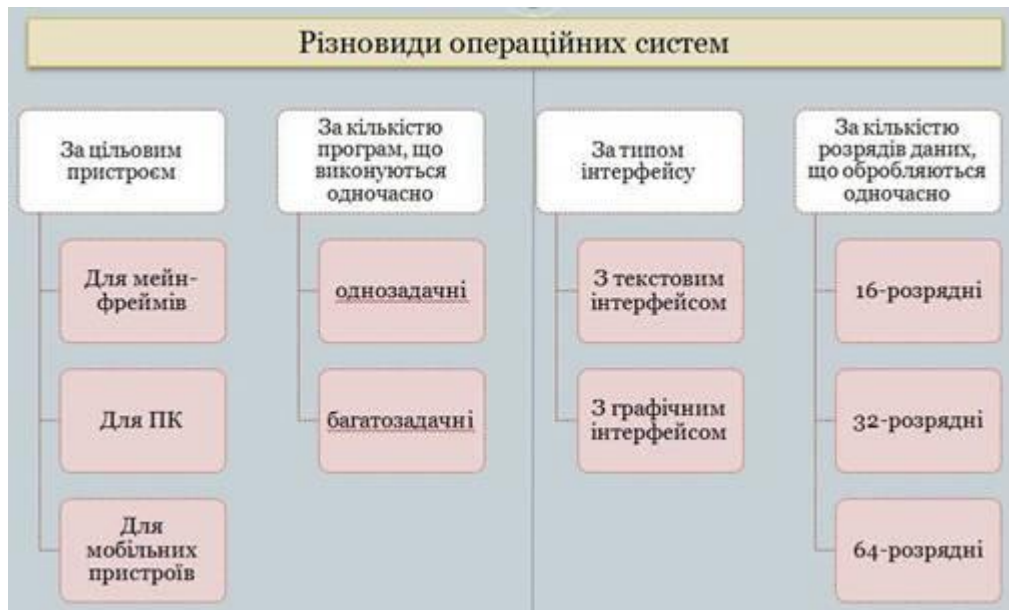 Різновиди операційних систем
За цільовим
пристроєм
Для мейн-
фреймів
Для ПК
Для
мобільних
пристроїв
За кількістю
програм, що
виконуються
одночасно
однозадачні
багатозадачні
За типом
інтерфейсу
З текстовим
інтерфейсом
З графічним
інтерфейсом
За кількістю
розрядів даних,
що обробляються
одночасно
16-розрядні
32-розрядні
64-розрядні